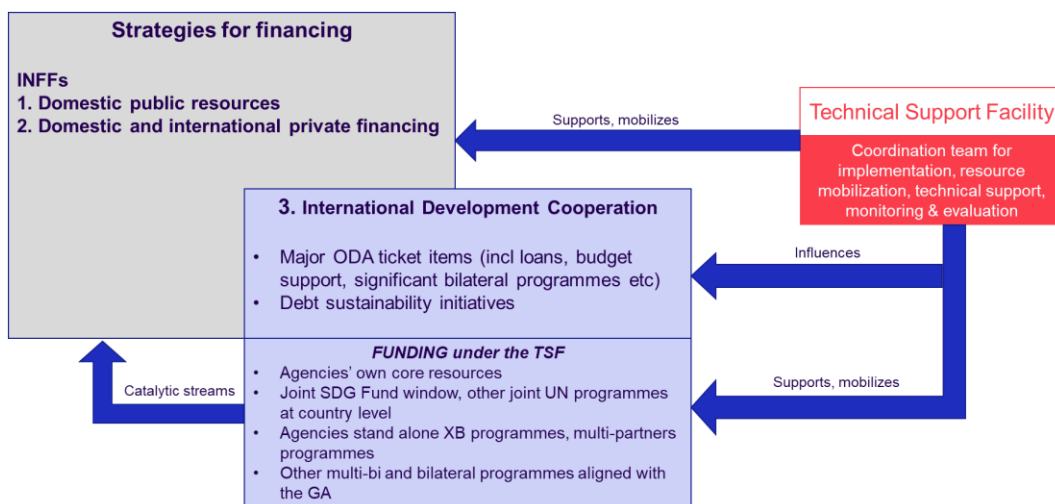 Strategies for financing
INFFs
1. Domestic public resources
2. Domestic and international private financing
Supports, mobilizes
Technical Support Facility
Coordination team for
implementation, resource
mobilization, technical support,
monitoring & evaluation
3. International Development Cooperation
• Major ODA ticket items (incl loans, budget
support, significant bilateral programmes etc)
• Debt sustainability initiatives
Influences
FUNDING under the TSF
• Agencies' own core resources
• Joint SDG Fund window, other joint UN programmes
at country level
• Agencies stand alone XB programmes, multi-partners
programmes
• Other multi-bi and bilateral programmes aligned with
the GA
Catalytic streams
Supports, mobilizes